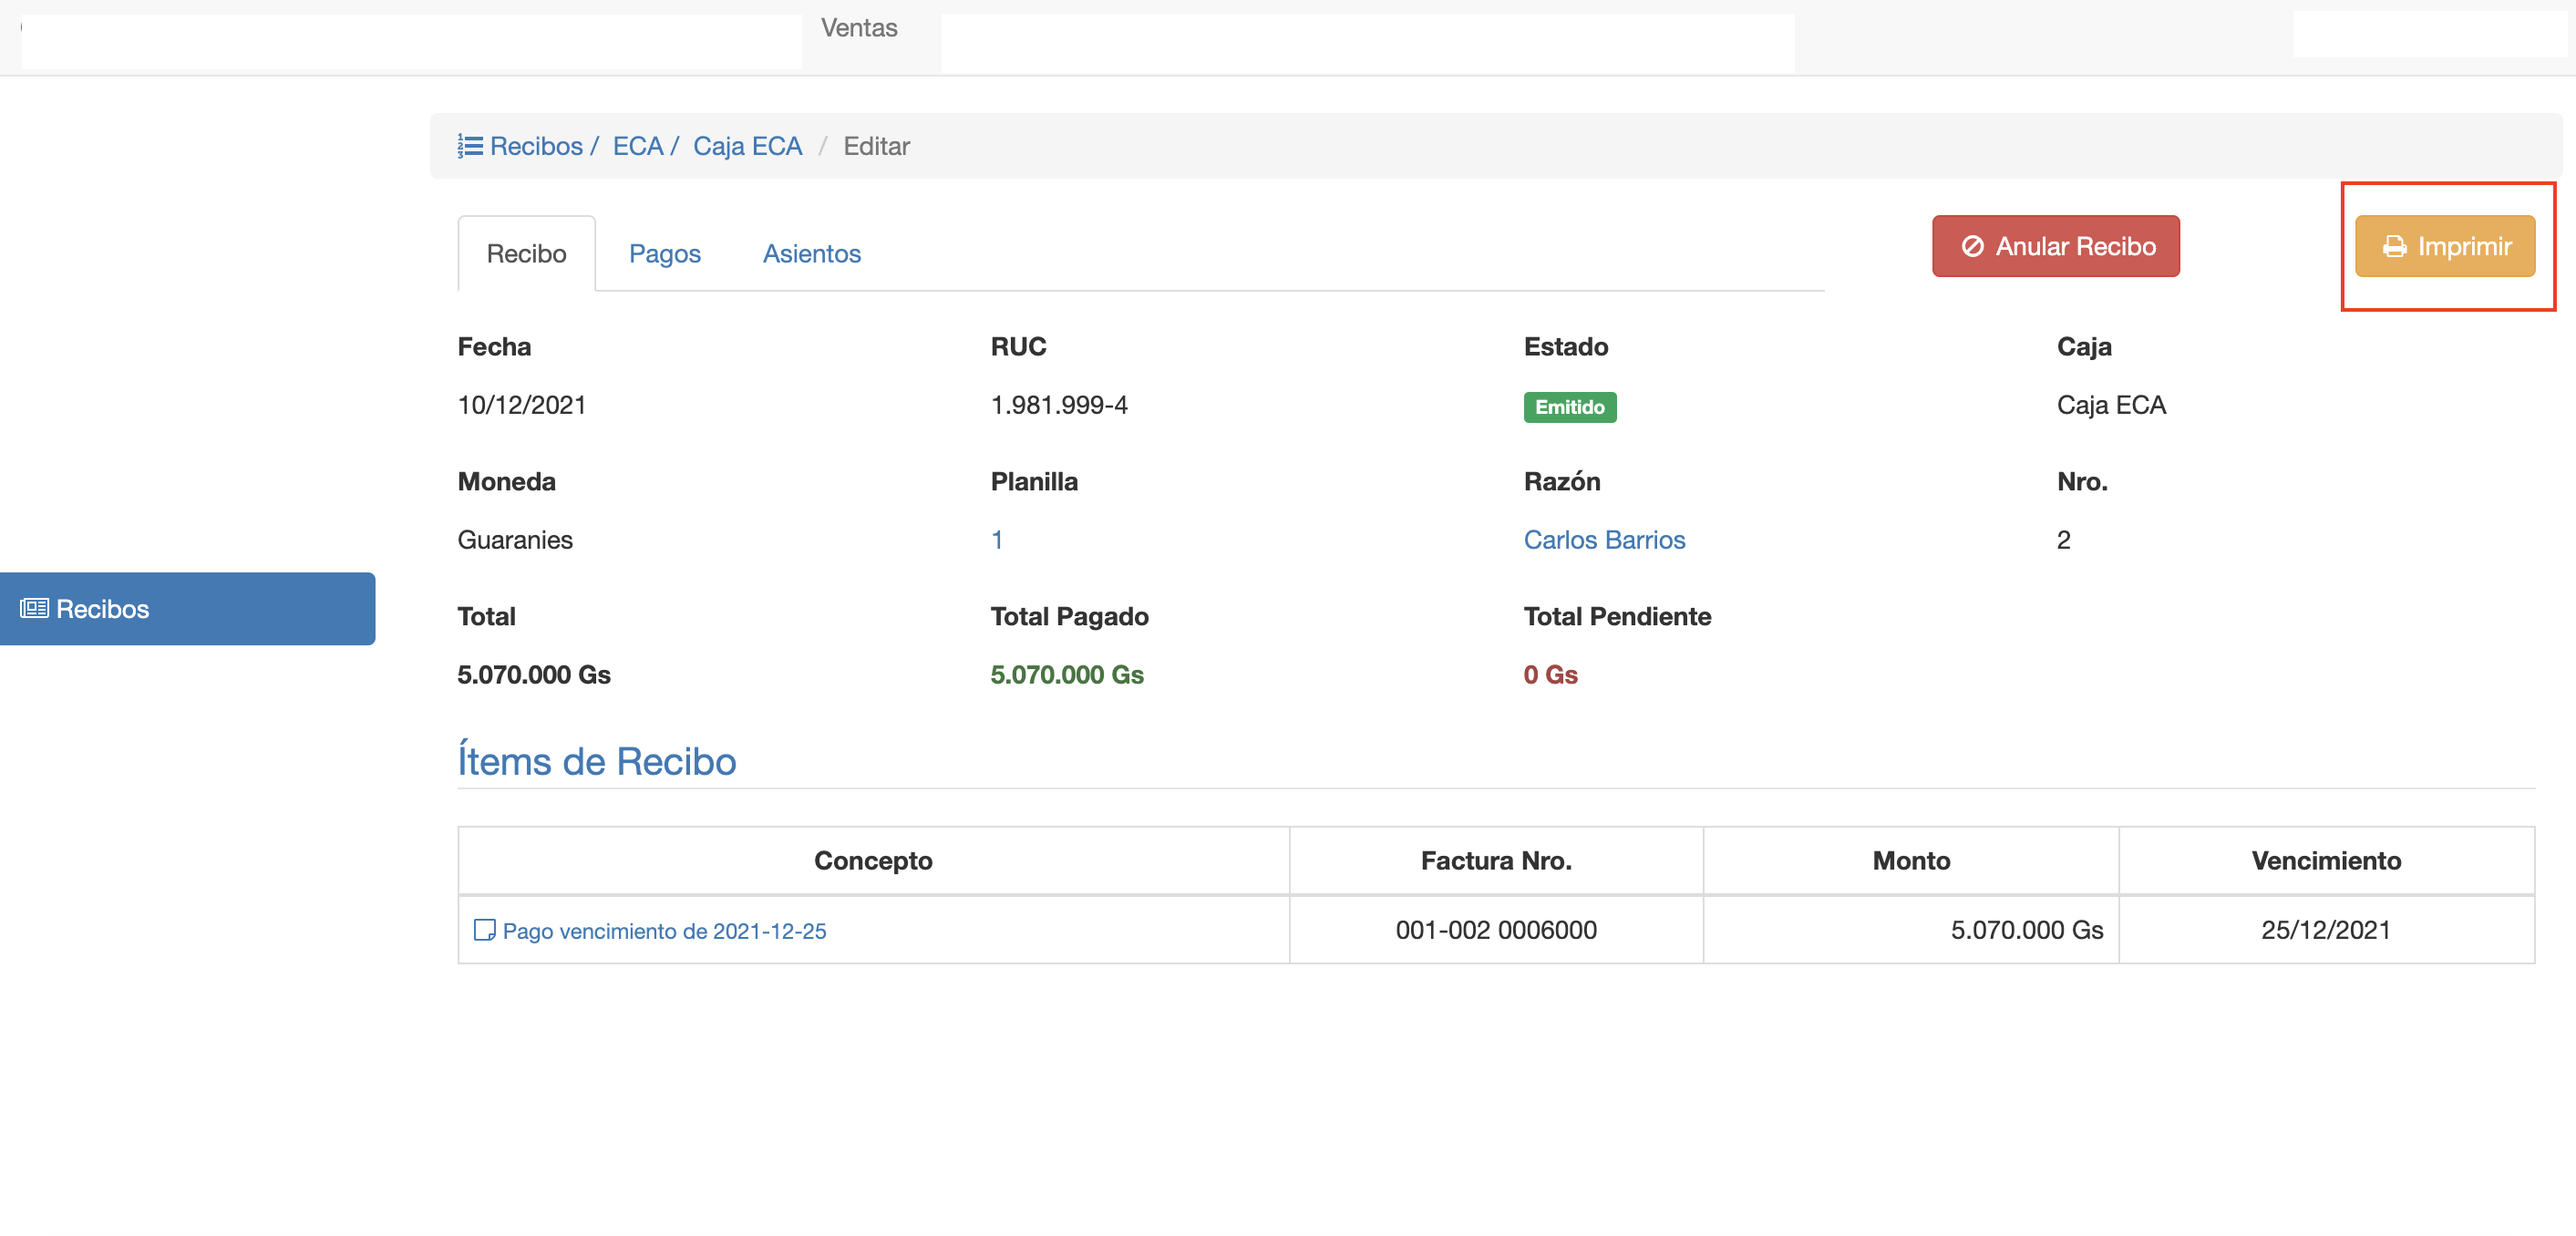 Ventas
Recibos / ECA / Caja ECA / Editar
Recibo Pagos Asientos Anular Recibo Imprimir
Fecha RUC Estado Caja
10/12/2021 1.981.999-4 Emitido Caja ECA
Moneda Planilla Razón Nro.
Guaranies 1 Carlos Barrios 2
Recibos
Total Total Pagado Total Pendiente
5.070.000 Gs 5.070.000 Gs 0 Gs
Ítems de Recibo
Concepto Factura Nro. Monto Vencimiento
Pago vencimiento de 2021-12-25 001-002 0006000 5.070.000 Gs 25/12/2021